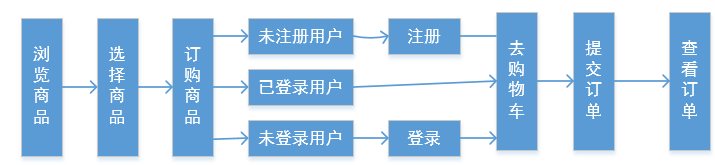 浏览商品
选择商品
订购商品
未注册用户
注册
已登录用户
未登录用户
登录
去购物车
提交订单
查看订单